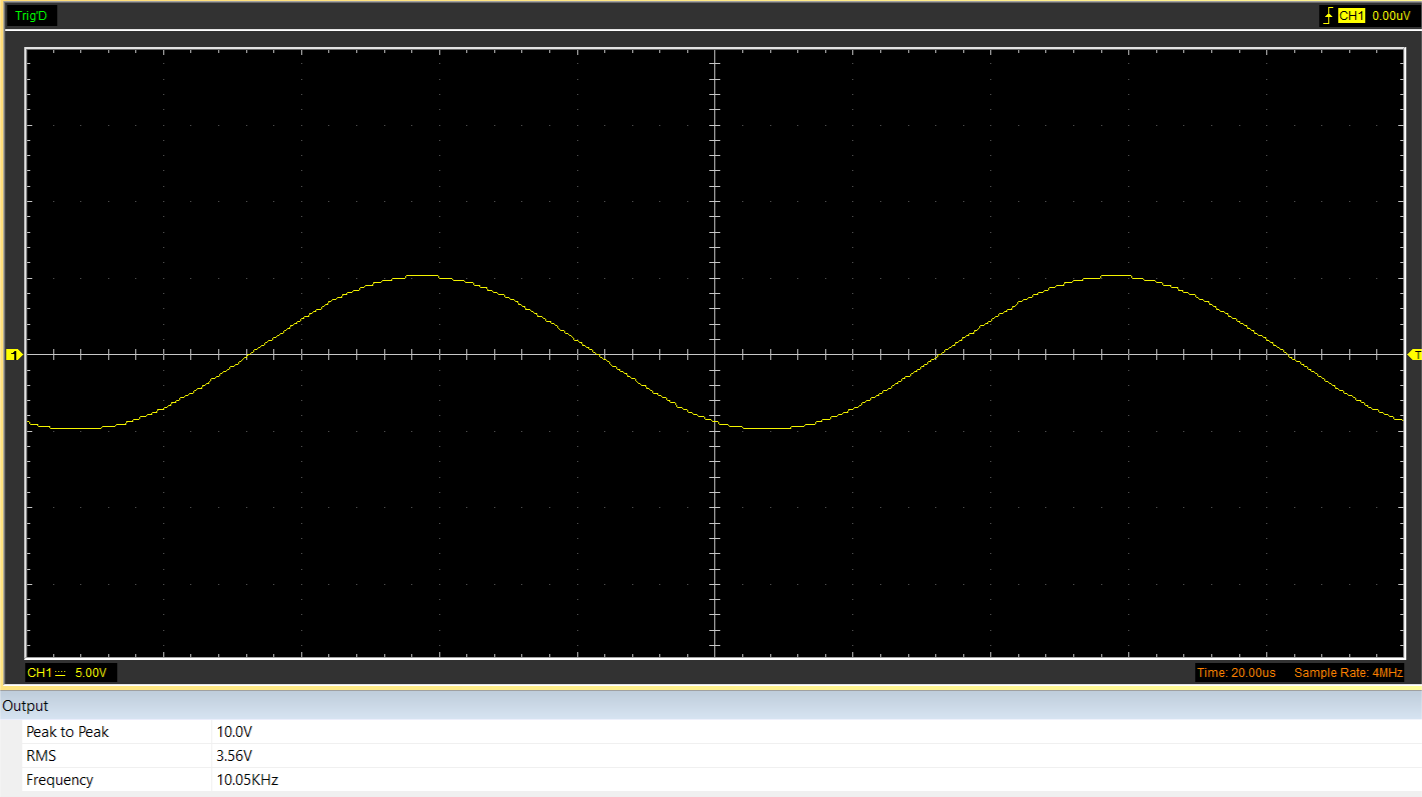 Trig'D
CH1 0.00uV
1
T
CH1 5.00V
Time: 20.00us Sample Rate: 4MHz
Output
Peak to Peak 10.0V
RMS 3.56V
Frequency 10.05KHz